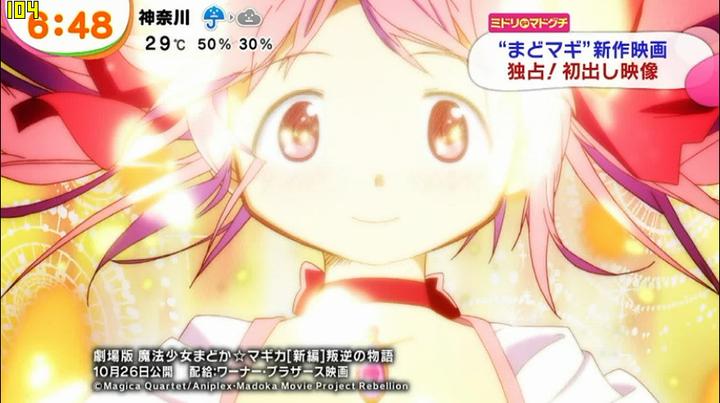 104
6:48
神奈川
29℃ 50% 30%
ミドリのマドグチ
“まどマギ”新作映画
独占！初出し映像
劇場版 魔法少女まどか☆マギカ[新編]叛逆の物語
10月26日公開 配給:ワーナー・ブラザース映画
©Magica Quartet/Aniplex・Madoka Movie Project Rebellion